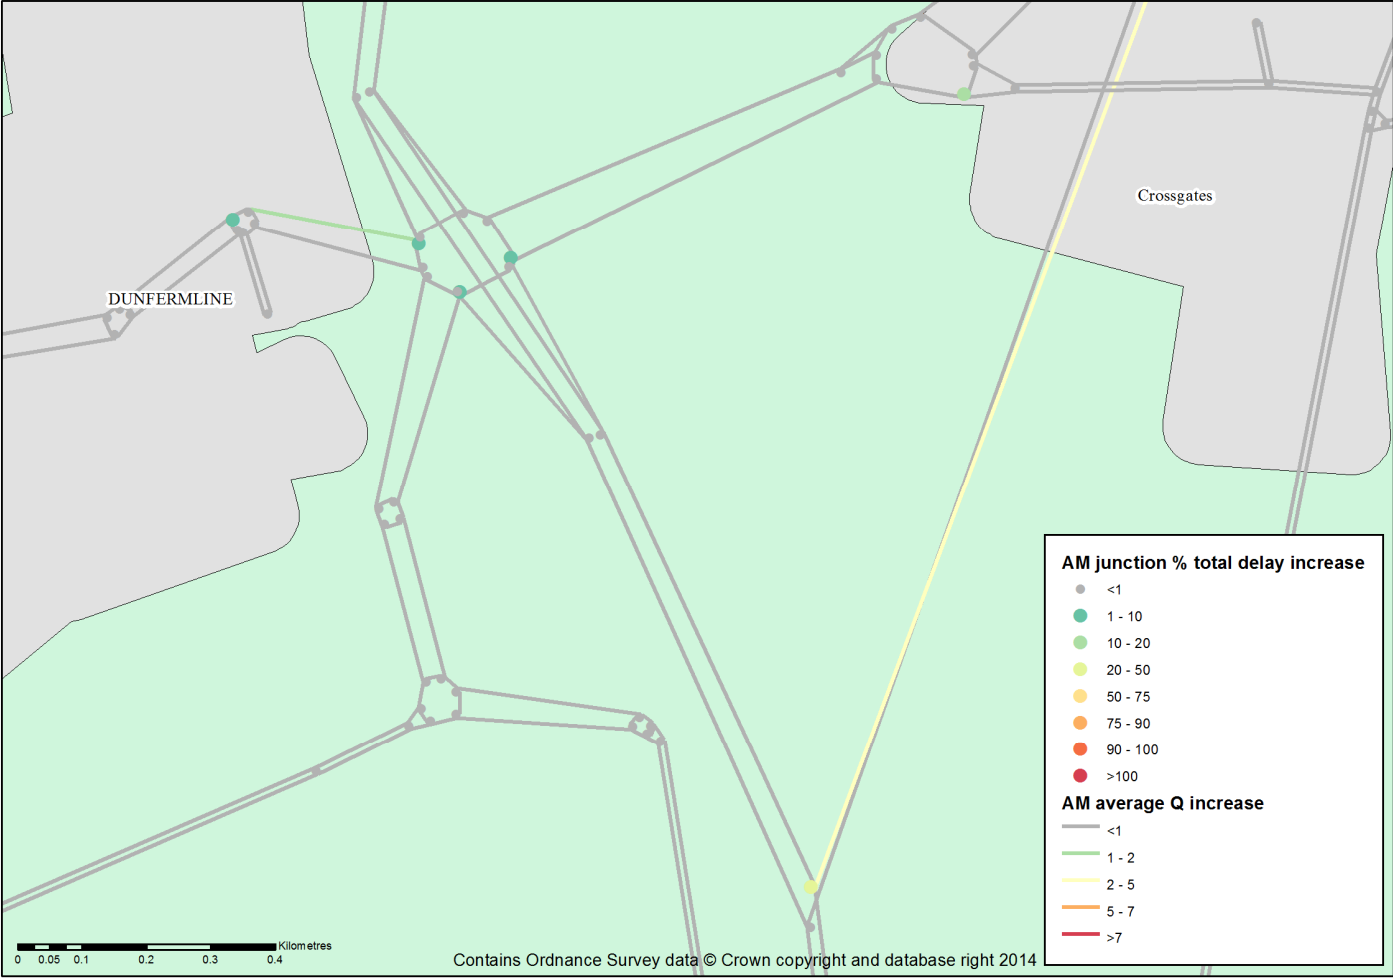 Crossgates
DUNFERMLINE
AM junction % total delay increase
<1
1 - 10
10 - 20
20 - 50
50 - 75
75 - 90
90 - 100
>100
AM average Q increase
<1
1 - 2
2 - 5
5 - 7
>7
Kilometres
0 0.05 0.1 0.2 0.3 0.4
Contains Ordnance Survey data © Crown copyright and database right 2014